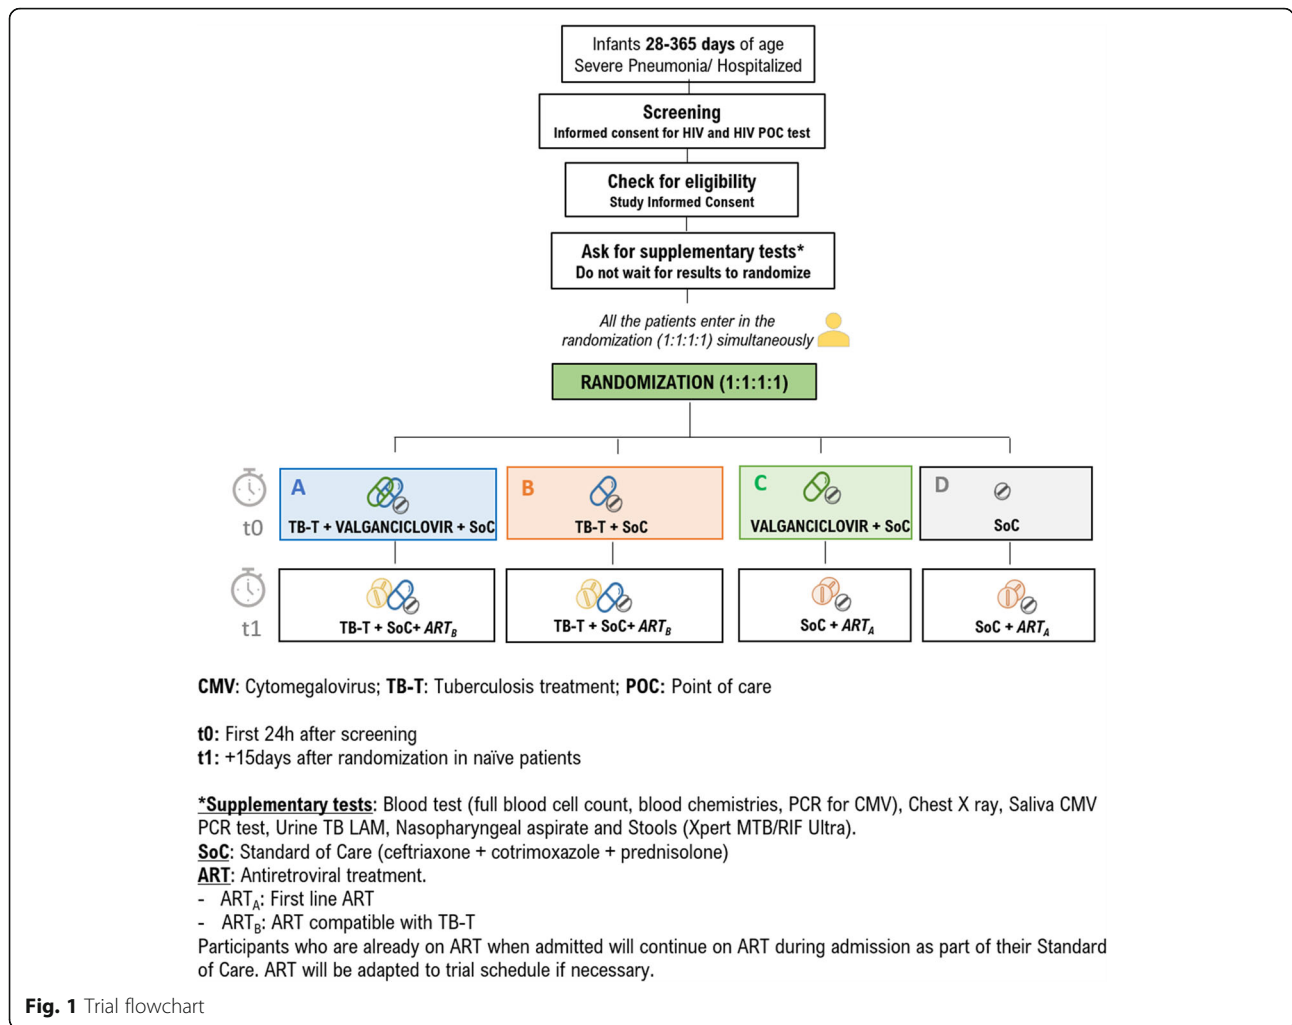 Infants 28-365 days of age
Severe Pneumonia/ Hospitalized
Screening
Informed consent for HIV and HIV POC test
Check for eligibility
Study Informed Consent
Ask for supplementary tests*
Do not wait for results to randomize
All the patients enter in the
randomization (1:1:1:1) simultaneously
RANDOMIZATION (1:1:1:1)
t0
A
TB-T + VALGANCICLOVIR + SoC
B
TB-T + SoC
C
VALGANCICLOVIR + SoC
D
SoC
t1
TB-T + SoC+ ART_B
TB-T + SoC+ ART_B
SoC + ART_A
SoC + ART_A
CMV: Cytomegalovirus; TB-T: Tuberculosis treatment; POC: Point of care
t0: First 24h after screening
t1: +15days after randomization in naïve patients
*Supplementary tests: Blood test (full blood cell count, blood chemistries, PCR for CMV), Chest X ray, Saliva CMV
PCR test, Urine TB LAM, Nasopharyngeal aspirate and Stools (Xpert MTB/RIF Ultra).
SoC: Standard of Care (ceftriaxone + cotrimoxazole + prednisolone)
ART: Antiretroviral treatment.
- ART_A: First line ART
- ART_B: ART compatible with TB-T
Participants who are already on ART when admitted will continue on ART during admission as part of their Standard
of Care. ART will be adapted to trial schedule if necessary.
Fig. 1 Trial flowchart